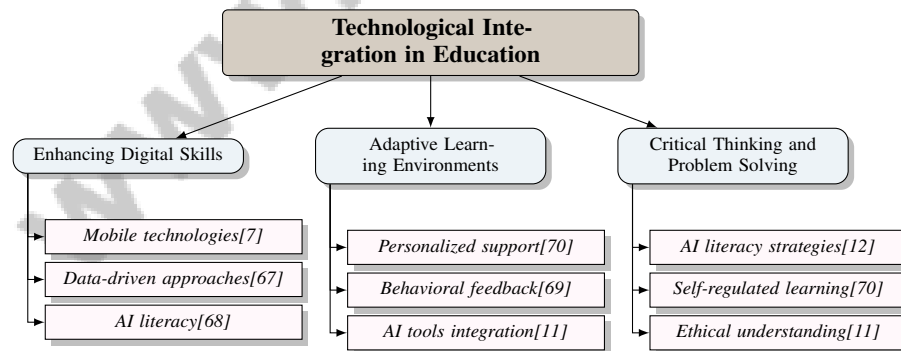 Technological Inte-
gration in Education
Enhancing Digital Skills
Mobile technologies[7]
Data-driven approaches[67]
AI literacy[68]
Adaptive Learn-
ing Environments
Personalized support[70]
Behavioral feedback[69]
AI tools integration[11]
Critical Thinking and
Problem Solving
AI literacy strategies[12]
Self-regulated learning[70]
Ethical understanding[11]